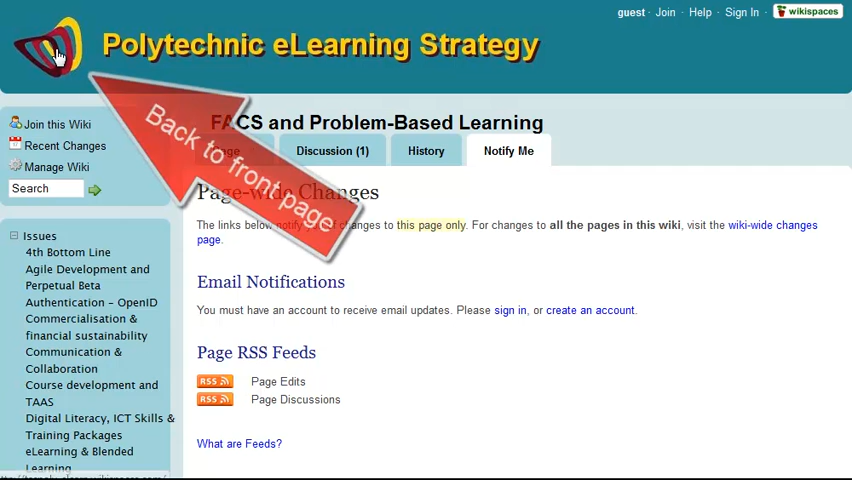 guest · Join · Help · Sign In · wikispaces
Polytechnic eLearning Strategy
Back to front page
Join this Wiki
Recent Changes
Manage Wiki
Search
Issues
4th Bottom Line
Agile Development and
Perpetual Beta
Authentication - OpenID
Commercialisation &
financial sustainability
Communication &
Collaboration
Course development and
TAAS
Digital Literacy, ICT Skills &
Training Packages
eLearning & Blended
Learning
FACS and Problem-Based Learning
Discussion (1) History Notify Me
Page-wide Changes
The links below notify changes to this page only. For changes to all the pages in this wiki, visit the wiki-wide changes
page.
Email Notifications
You must have an account to receive email updates. Please sign in, or create an account.
Page RSS Feeds
RSS Page Edits
RSS Page Discussions
What are Feeds?